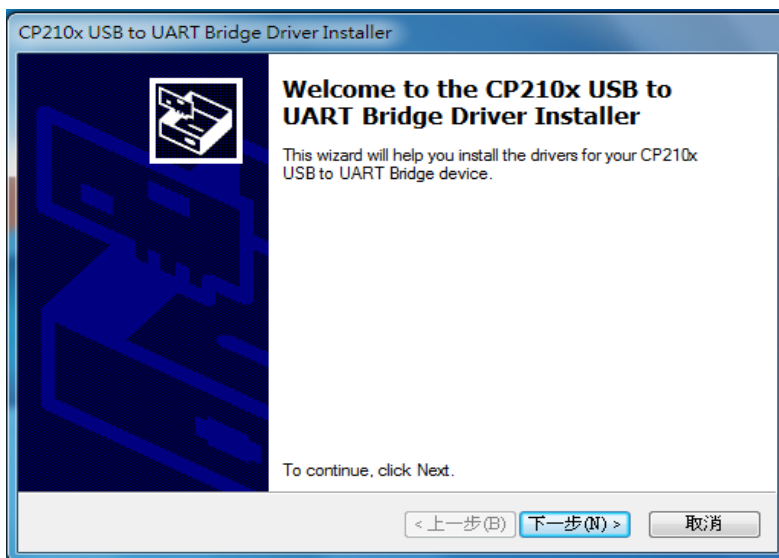 CP210x USB to UART Bridge Driver Installer
Welcome to the CP210x USB to
UART Bridge Driver Installer
This wizard will help you install the drivers for your CP210x
USB to UART Bridge device.
To continue, click Next.
<上一步(B) 下一步(N)> 取消